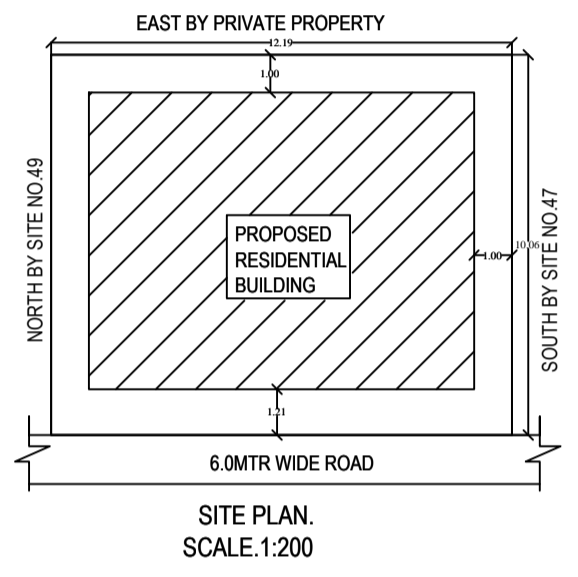 EAST BY PRIVATE PROPERTY
12.19
1.00
NORTH BY SITE NO.49
PROPOSED
RESIDENTIAL
BUILDING
1.00
10.06
SOUTH BY SITE NO.47
1.21
6.0MTR WIDE ROAD
SITE PLAN.
SCALE.1:200